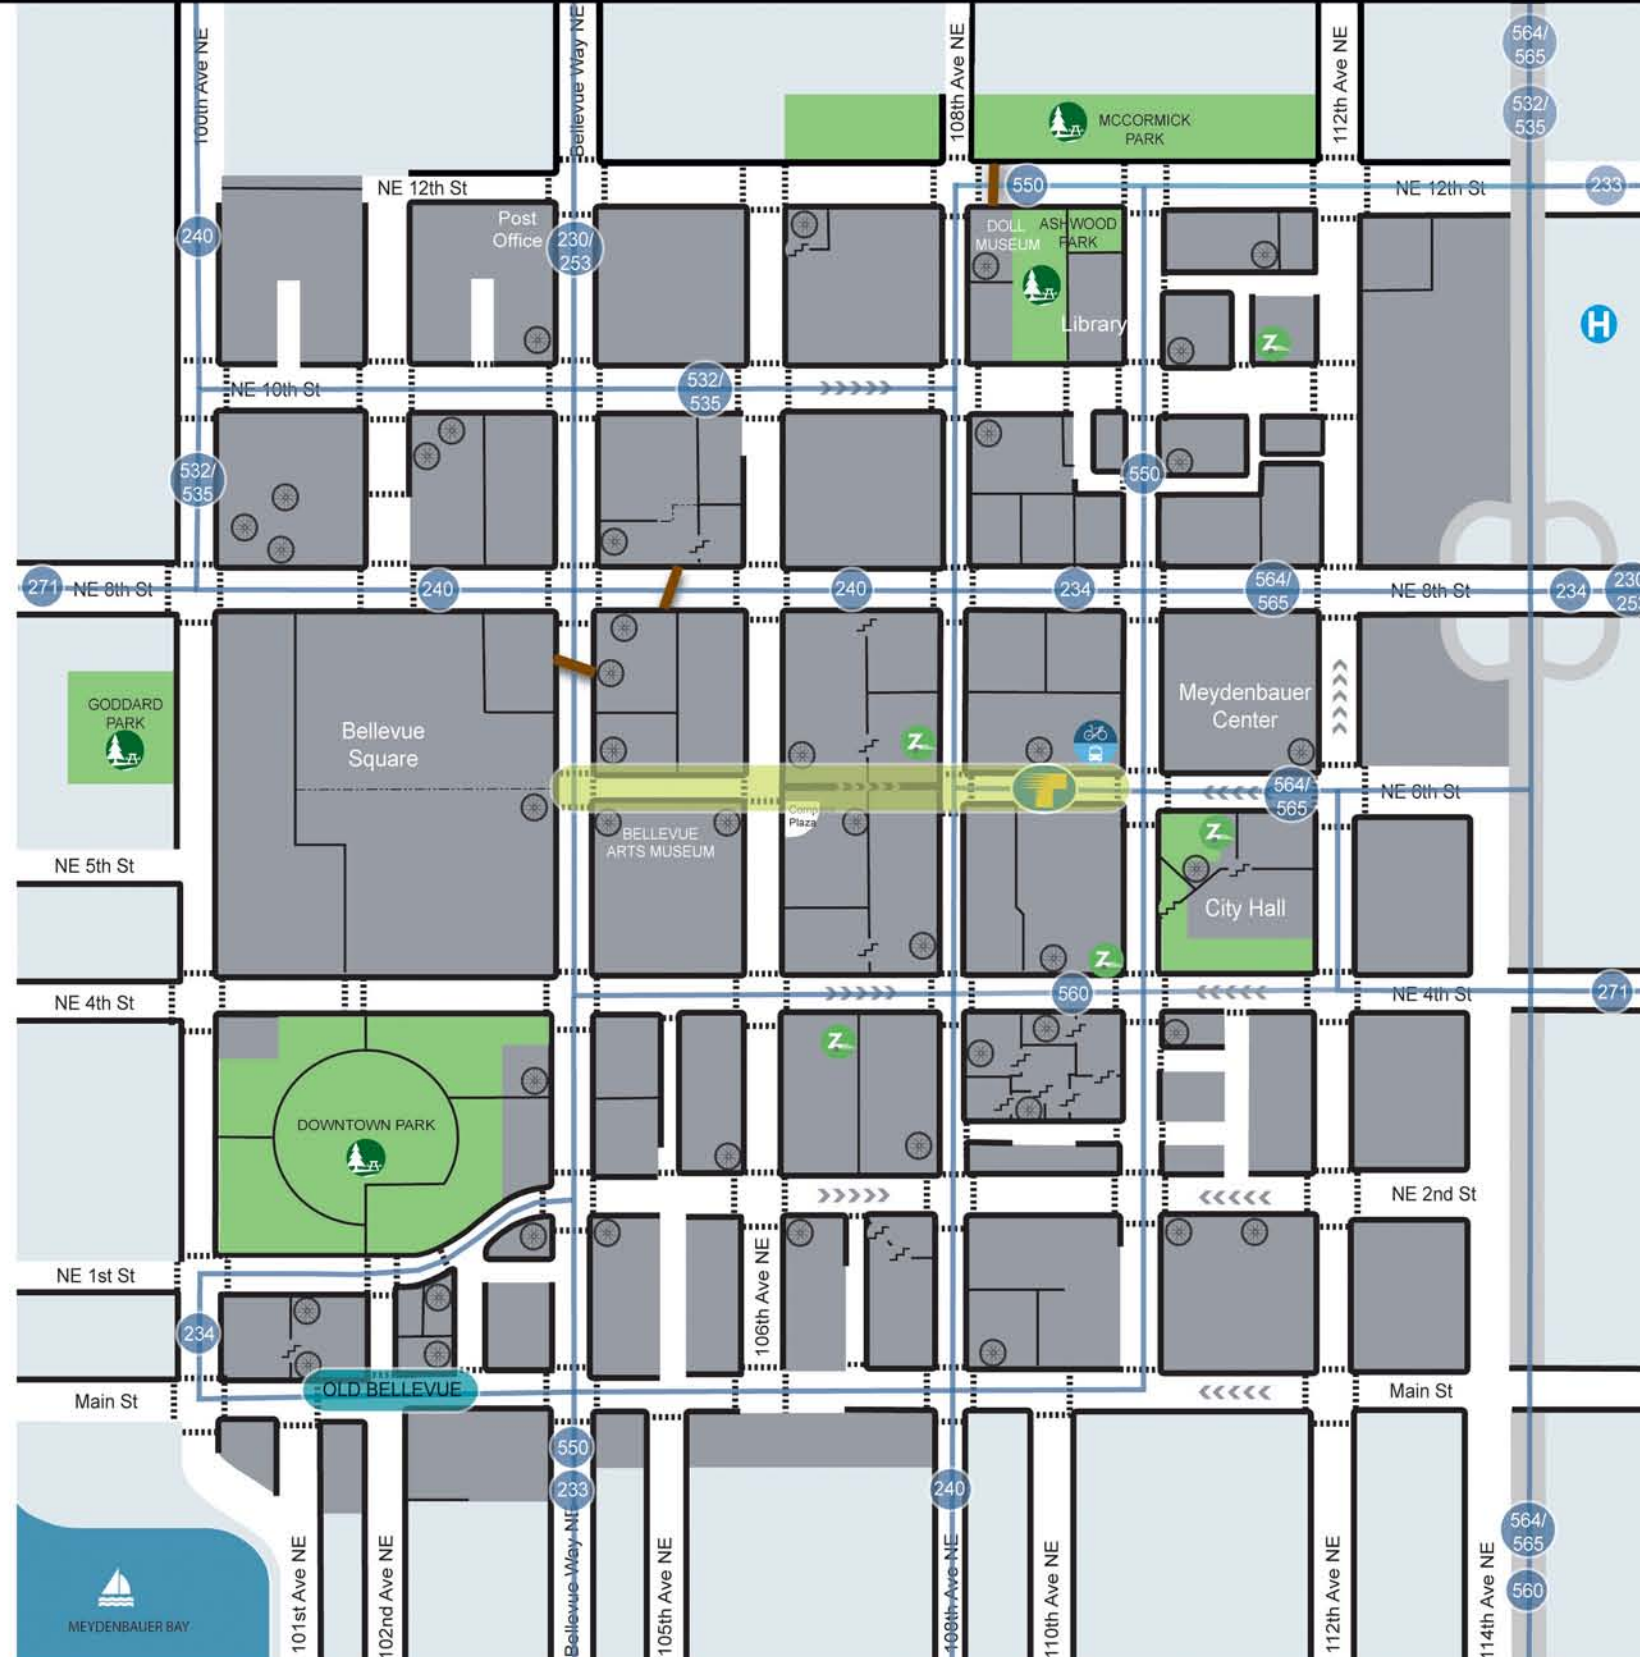 100th Ave NE
Bellevue Way NE
108th Ave NE
112th Ave NE
564/
565
532/
535
MCCORMICK
PARK
NE 12th St
550
NE 12th St
233
Post
Office
240
230/
253
DOLL
MUSEUM
ASHWOOD
PARK
Library
Z
H
NE 10th St
532/
535
532/
535
550
271
NE 8th St
240
240
234
564/
565
NE 8th St
234
GODDARD
PARK
Bellevue
Square
Z
Meydenbauer
Center
564/
565
NE 6th St
Plaza
BELLEVUE
ARTS MUSEUM
Z
City Hall
NE 5th St
Z
NE 4th St
560
NE 4th St
271
Z
DOWNTOWN PARK
NE 2nd St
NE 1st St
106th Ave NE
234
OLD BELLEVUE
Main St
Main St
550
233
240
564/
565
560
MEYDENBAUER BAY
101st Ave NE
102nd Ave NE
Bellevue Way NE
105th Ave NE
108th Ave NE
110th Ave NE
112th Ave NE
114th Ave NE